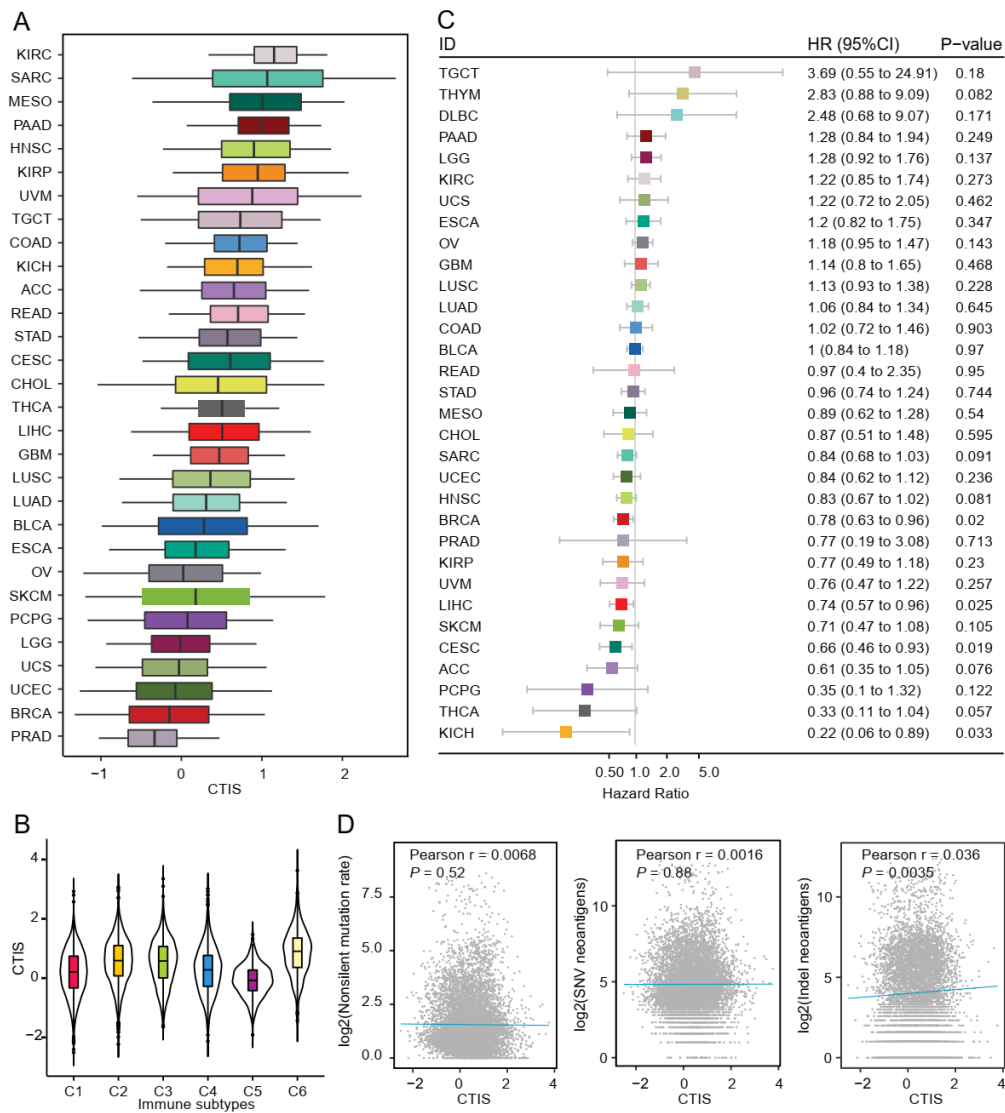 A
KIRC
SARC
MESO
PAAD
HNSC
KIRP
UVM
TGCT
COAD
KICH
ACC
READ
STAD
CESC
CHOL
THCA
LIHC
GBM
LUSC
LUAD
BLCA
ESCA
OV
SKCM
PCPG
LGG
UCS
UCEC
BRCA
PRAD
−1 0 1 2
CTIS
C
ID HR (95%CI) P−value
TGCT 3.69 (0.55 to 24.91) 0.18
THYM 2.83 (0.88 to 9.09) 0.082
DLBC 2.48 (0.68 to 9.07) 0.171
PAAD 1.28 (0.84 to 1.94) 0.249
LGG 1.28 (0.92 to 1.76) 0.137
KIRC 1.22 (0.85 to 1.74) 0.273
UCS 1.22 (0.72 to 2.05) 0.462
ESCA 1.2 (0.82 to 1.75) 0.347
OV 1.18 (0.95 to 1.47) 0.143
GBM 1.14 (0.8 to 1.65) 0.468
LUSC 1.13 (0.93 to 1.38) 0.228
LUAD 1.06 (0.84 to 1.34) 0.645
COAD 1.02 (0.72 to 1.46) 0.903
BLCA 1 (0.84 to 1.18) 0.97
READ 0.97 (0.4 to 2.35) 0.95
STAD 0.96 (0.74 to 1.24) 0.744
MESO 0.89 (0.62 to 1.28) 0.54
CHOL 0.87 (0.51 to 1.48) 0.595
SARC 0.84 (0.68 to 1.03) 0.091
UCEC 0.84 (0.62 to 1.12) 0.236
HNSC 0.83 (0.67 to 1.02) 0.081
BRCA 0.78 (0.63 to 0.96) 0.02
PRAD 0.77 (0.19 to 3.08) 0.713
KIRP 0.77 (0.49 to 1.18) 0.23
UVM 0.76 (0.47 to 1.22) 0.257
LIHC 0.74 (0.57 to 0.96) 0.025
SKCM 0.71 (0.47 to 1.08) 0.105
CESC 0.66 (0.46 to 0.93) 0.019
ACC 0.61 (0.35 to 1.05) 0.076
PCPG 0.35 (0.1 to 1.32) 0.122
THCA 0.33 (0.11 to 1.04) 0.057
KICH 0.22 (0.06 to 0.89) 0.033
0.50 1.0 2.0 5.0
Hazard Ratio
B
CTIS
4
2
0
−2
C1 C2 C3 C4 C5 C6
Immune subtypes
D
Pearson r = 0.0068
P = 0.52
log2(Nonsilent mutation rate)
7.5
5.0
2.5
0.0
−2 0 2 4
CTIS
Pearson r = 0.0016
P = 0.88
log2(SNV neoantigens)
10
5
0
−2 0 2 4
CTIS
Pearson r = 0.036
P = 0.0035
log2(Indel neoantigens)
10
5
0
−2 0 2 4
CTIS